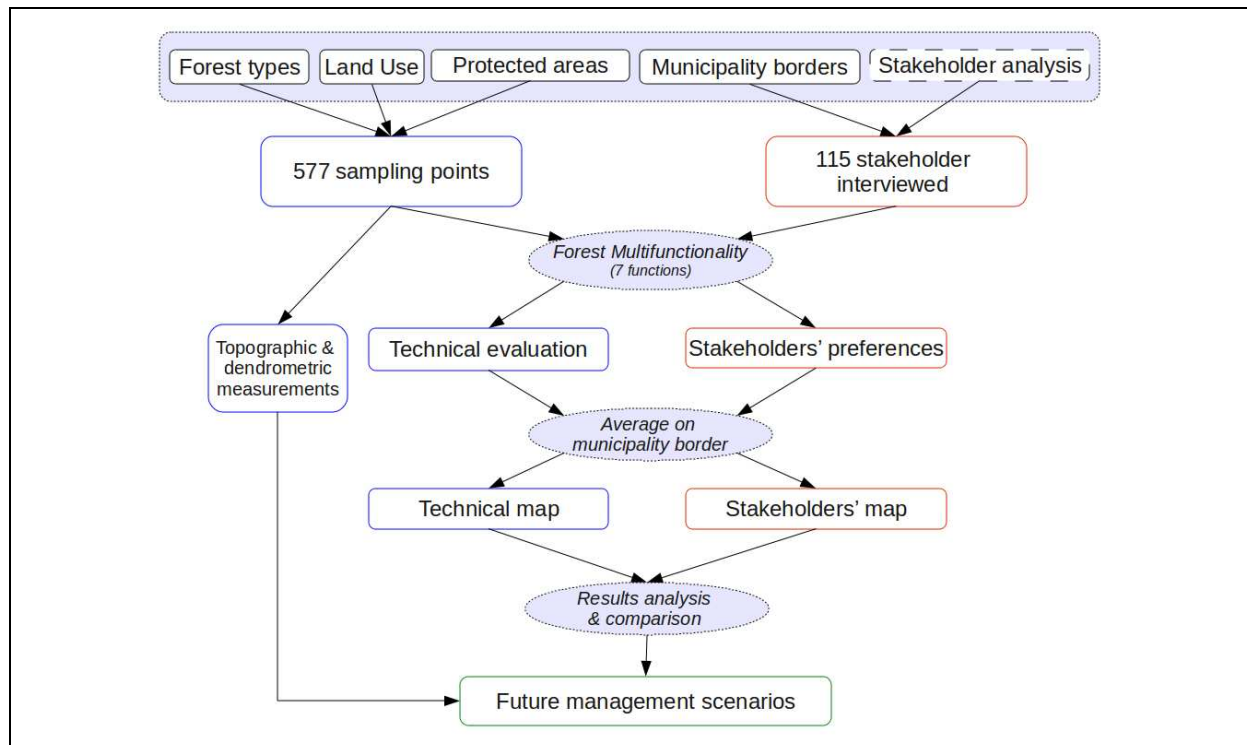 Forest types
Land Use
Protected areas
Municipality borders
Stakeholder analysis
577 sampling points
115 stakeholder
interviewed
Forest Multifunctionality
(7 functions)
Topographic &
dendrometric
measurements
Technical evaluation
Stakeholders’ preferences
Average on
municipality border
Technical map
Stakeholders’ map
Results analysis
& comparison
Future management scenarios